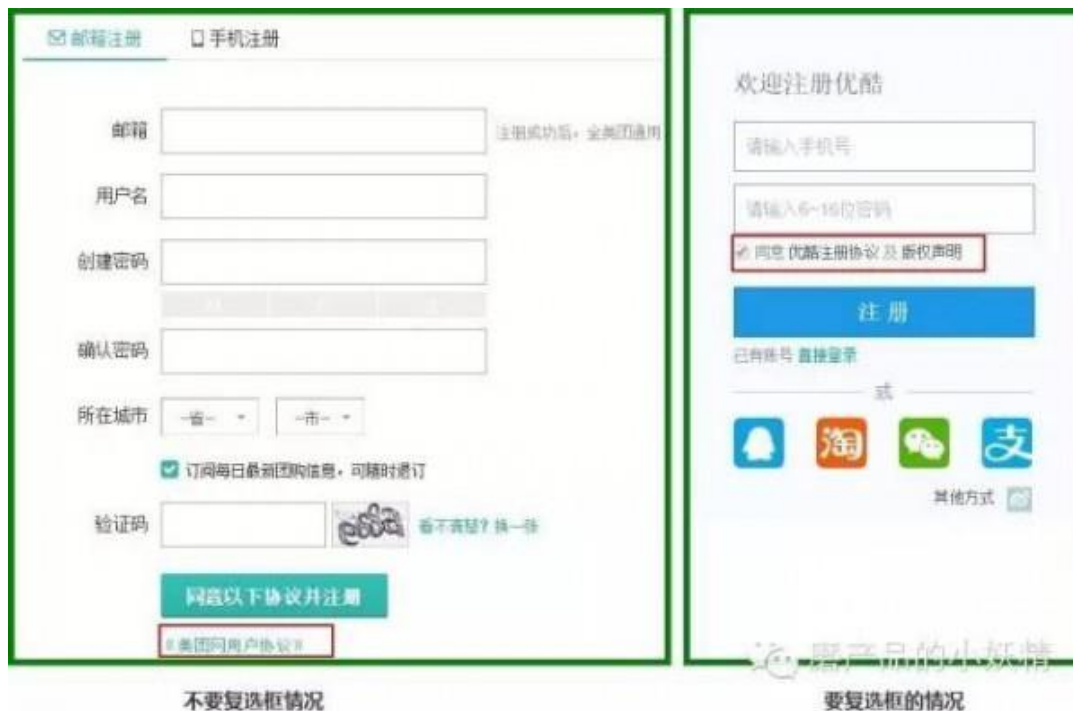 邮箱注册
手机注册
邮箱
注册成功后，全美团通用
用户名
创建密码
确认密码
所在城市
-省-
-市-
订阅每日最新团购信息，可随时退订
验证码
看不清楚？换一张
同意以下协议并注册
《美团网用户协议》
不要复选框情况
欢迎注册优酷
请输入手机号
请输入6~16位密码
同意 优酷注册协议 及 版权声明
注 册
已有账号 直接登录
或
淘
支
其他方式
磨产品的小妖精
要复选框的情况